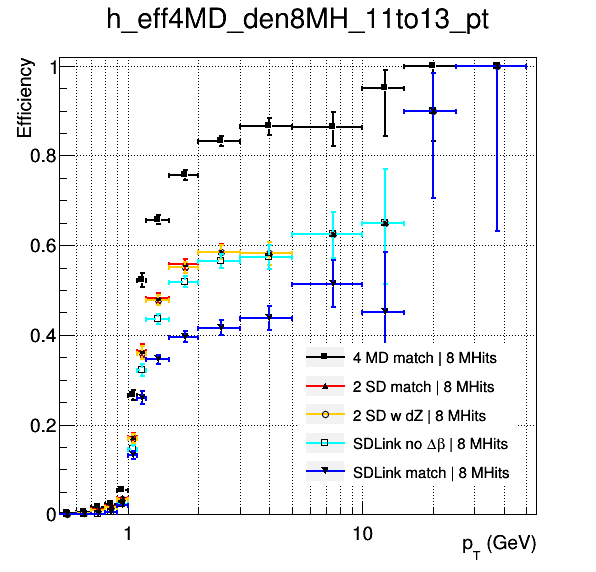 h_eff4MD_den8MH_11to13_pt
Efficiency
1
0.8
0.6
0.4
0.2
0
4 MD match | 8 MHits
2 SD match | 8 MHits
2 SD w dZ | 8 MHits
SDLink no Δβ | 8 MHits
SDLink match | 8 MHits
1 10
p_T (GeV)